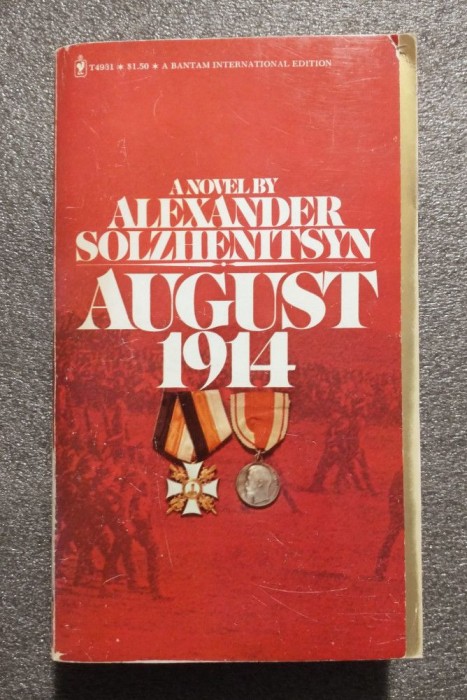 T4931 * $1.50 * A BANTAM INTERNATIONAL EDITION
A NOVEL BY
ALEXANDER
SOLZHENITSYN
AUGUST
1914